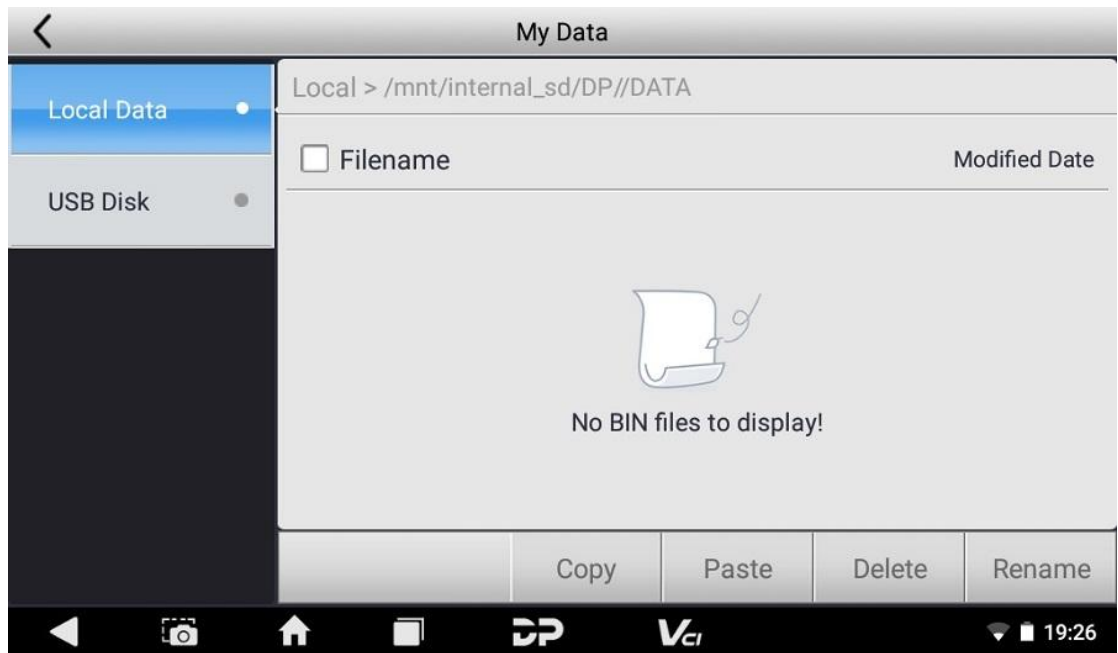 My Data
Local Data
USB Disk
Local > /mnt/internal_sd/DP//DATA
Filename Modified Date
No BIN files to display!
Copy Paste Delete Rename
DP VCI 19:26